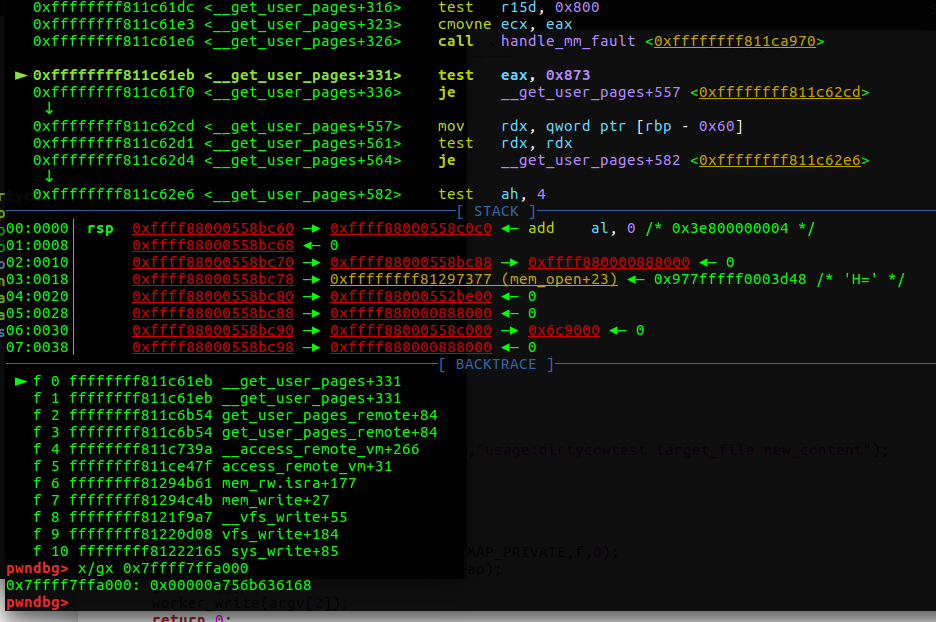 0xffffffff811c61dc <__get_user_pages+316> test r15d, 0x800
0xffffffff811c61e3 <__get_user_pages+323> cmovne ecx, eax
0xffffffff811c61e6 <__get_user_pages+326> call handle_mm_fault <0xffffffff811ca970>
► 0xffffffff811c61eb <__get_user_pages+331> test eax, 0x873
0xffffffff811c61f0 <__get_user_pages+336> je __get_user_pages+557 <0xffffffff811c62cd>
↓
0xffffffff811c62cd <__get_user_pages+557> mov rdx, qword ptr [rbp - 0x60]
0xffffffff811c62d1 <__get_user_pages+561> test rdx, rdx
0xffffffff811c62d4 <__get_user_pages+564> je __get_user_pages+582 <0xffffffff811c62e6>
↓
0xffffffff811c62e6 <__get_user_pages+582> test ah, 4
[ STACK ]
00:0000│ rsp 0xffff88000558bc60 —▸ 0xffff88000558c0c0 ◂— add al, 0 /* 0x3e800000004 */
01:0008│ 0xffff88000558bc68 ◂— 0
02:0010│ 0xffff88000558bc70 —▸ 0xffff88000558bc88 —▸ 0xffff880000888000 ◂— 0
03:0018│ 0xffff88000558bc78 —▸ 0xffffffff81297377 (mem_open+23) ◂— 0x977fffff0003d48 /* 'H=' */
04:0020│ 0xffff88000558bc80 —▸ 0xffff88000552be00 ◂— 0
05:0028│ 0xffff88000558bc88 —▸ 0xffff880000888000 ◂— 0
06:0030│ 0xffff88000558bc90 —▸ 0xffff88000558c000 —▸ 0x6c9000 ◂— 0
07:0038│ 0xffff88000558bc98 —▸ 0xffff880000888000 ◂— 0
[ BACKTRACE ]
► f 0 ffffffff811c61eb __get_user_pages+331
f 1 ffffffff811c61eb __get_user_pages+331
f 2 ffffffff811c6b54 get_user_pages_remote+84
f 3 ffffffff811c6b54 get_user_pages_remote+84
f 4 ffffffff811c739a __access_remote_vm+266
,"usage:dirtycowtest target_file new_content");
f 5 ffffffff811ce47f access_remote_vm+31
f 6 ffffffff81294b61 mem_rw.isra+177
f 7 ffffffff81294c4b mem_write+27
f 8 ffffffff8121f9a7 __vfs_write+55
f 9 ffffffff81220d08 vfs_write+184
f 10 ffffffff81222165 sys_write+85
MAP_PRIVATE,f,0);
pwndbg> x/gx 0x7ffff7ffa000
ap);
0x7ffff7ffa000: 0x00000a756b636168
pwndbg>
worker_write(argv[2]);
return 0;